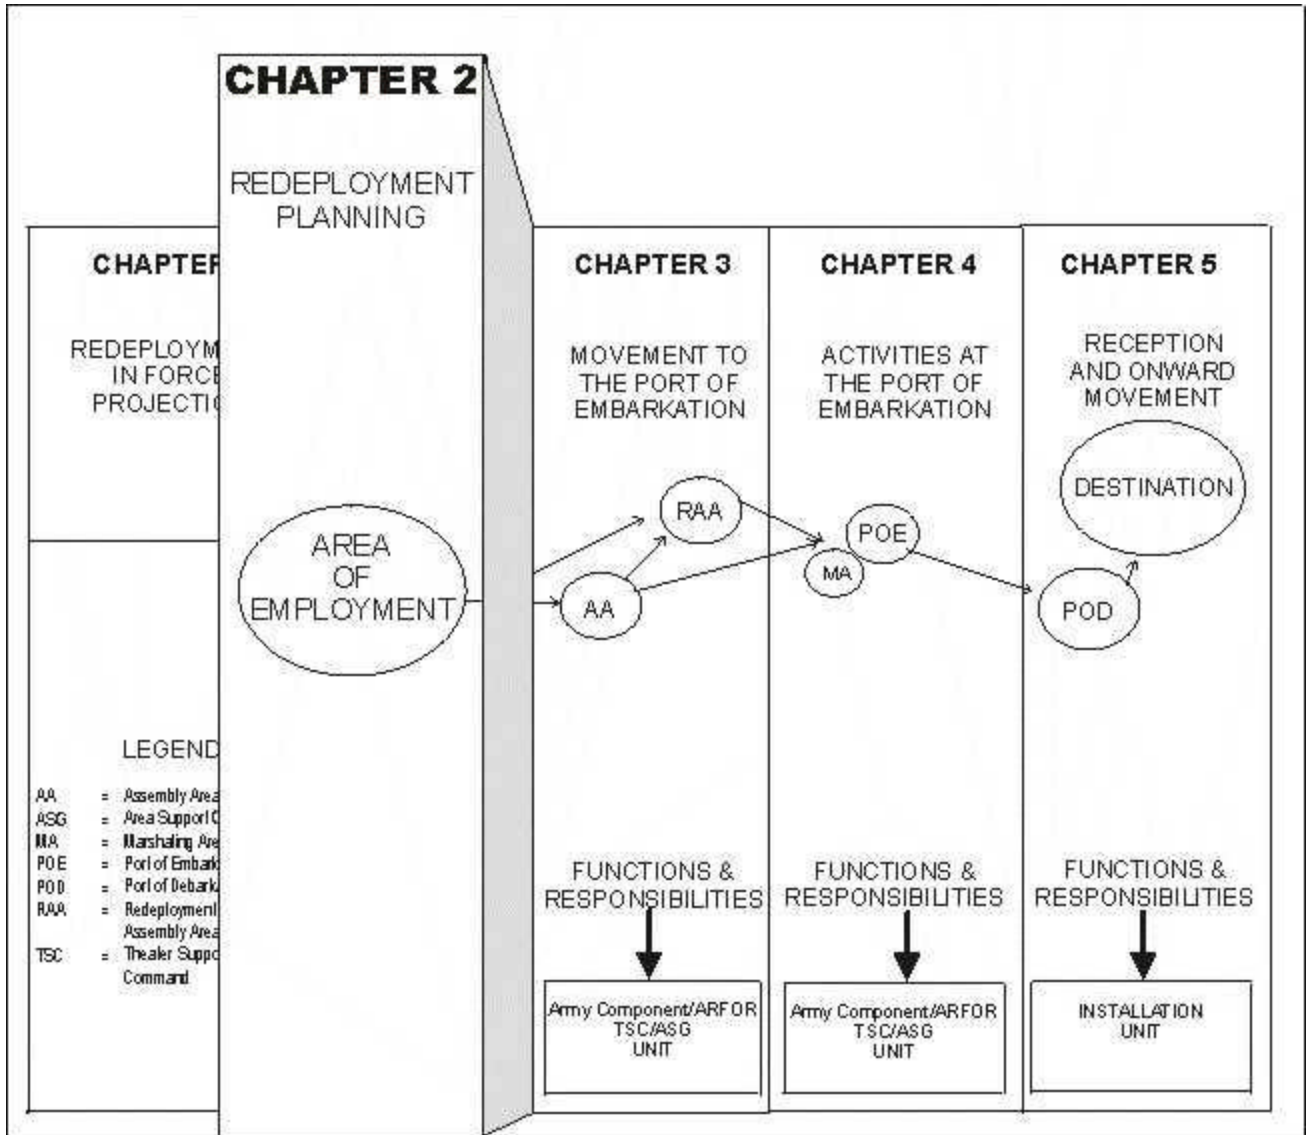 CHAPTER 2
REDEPLOYMENT
PLANNING
AREA
OF
EMPLOYMENT
CHAPTER
REDEPLOYM
IN FORCE
PROJECTIO
LEGEND
AA = Assembly Area
ASG = Area Support
MA = Marshaling Are
POE = Port of Embark
POD = Port of Debark
RAA = Redeployment
Assembly Area
TSC = Theater Suppo
Command
CHAPTER 3
MOVEMENT TO
THE PORT OF
EMBARKATION
RAA
AA
FUNCTIONS &
RESPONSIBILITIES
Army Component/ARFOR
TSC/ASG
UNIT
CHAPTER 4
ACTIVITIES AT
THE PORT OF
EMBARKATION
POE
MA
FUNCTIONS &
RESPONSIBILITIES
Army Component/ARFOR
TSC/ASG
UNIT
CHAPTER 5
RECEPTION
AND ONWARD
MOVEMENT
DESTINATION
POD
FUNCTIONS &
RESPONSIBILITIES
INSTALLATION
UNIT